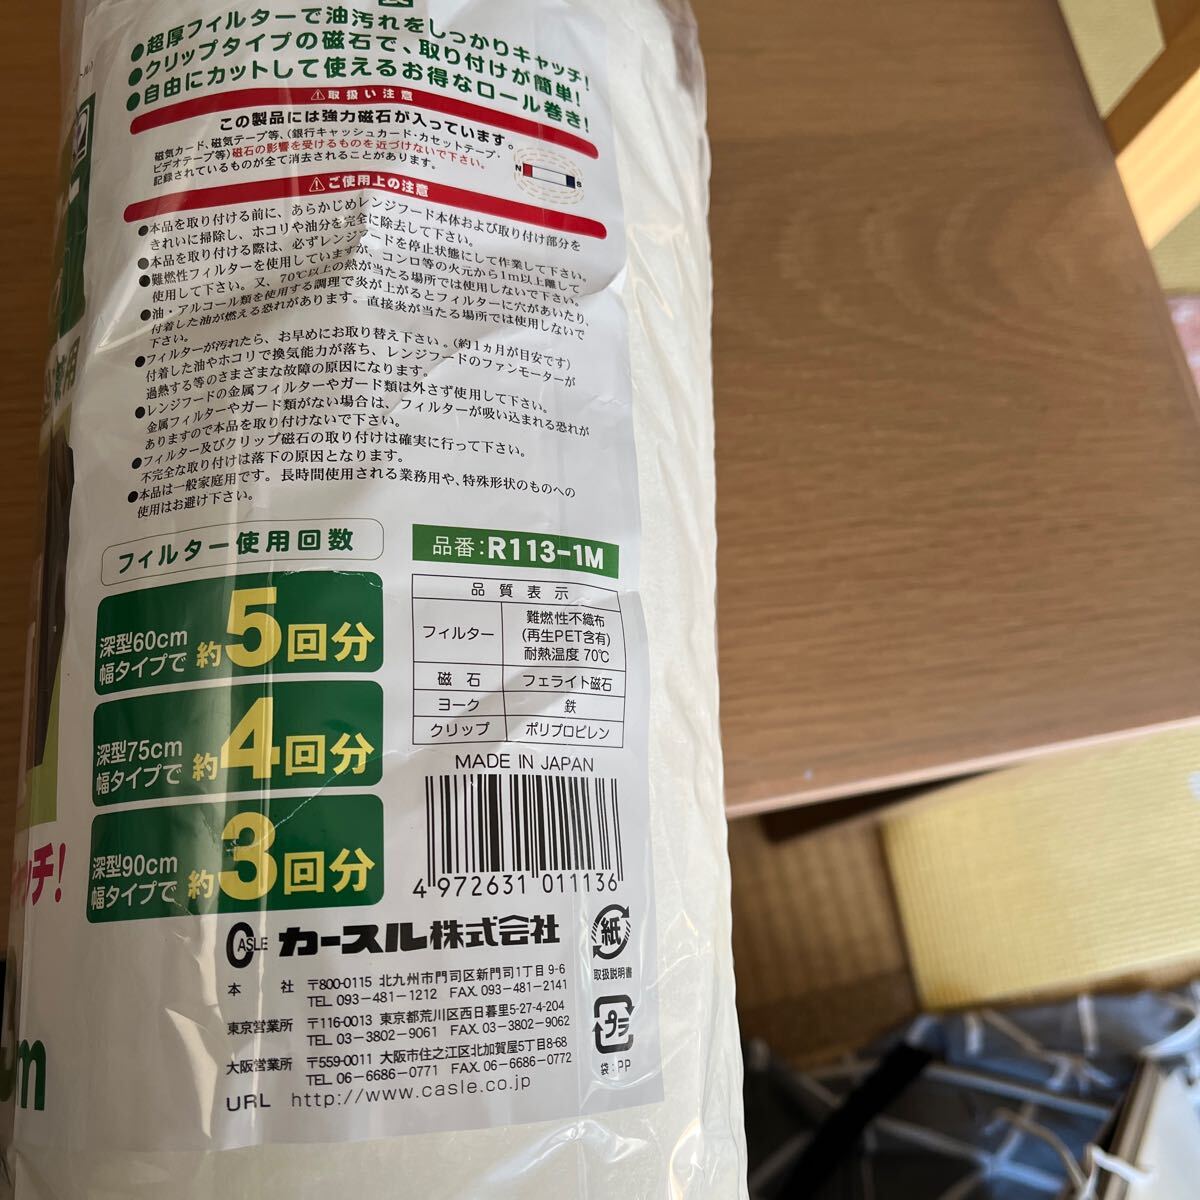 ●超厚フィルターで油汚れをしっかりキャッチ!
●クリップタイプの磁石で、取り付けが簡単!
●自由にカットして使えるお得なロール巻き!
⚠取扱い注意
この製品には強力磁石が入っています。
磁気カード、磁気テープ等、(銀行キャッシュカード・カセットテープ・
ビデオテープ等)磁石の影響を受けるものを近づけないで下さい。
記録されているものが全て消去されることがあります。
N S
⚠ご使用上の注意
●本品を取り付ける前に、あらかじめレンジフード本体および取り付け部分を
きれいに掃除し、ホコリや油分を完全に除去して下さい。
●本品を取り付ける際は、必ずレンジフードを停止状態にして作業して下さい。
●難燃性フィルターを使用していますが、コンロ等の火元から1m以上離して
使用して下さい。又、70℃以上の熱が当たる場所では使用しないで下さい。
●油・アルコール類を使用する調理で炎が上がるとフィルターに穴があいたり、
付着した油が燃える恐れがあります。直接炎が当たる場所では使用しないで
下さい。
●フィルターが汚れたら、お早めにお取り替え下さい。(約1ヵ月が目安です)
付着した油やホコリで換気能力が落ち、レンジフードのファンモーターが
過熱する等のさまざまな故障の原因になります。
●レンジフードの金属フィルターやガード類は外さず使用して下さい。
金属フィルターやガード類がない場合は、フィルターが吸い込まれる恐れが
ありますので本品を取り付けないで下さい。
●フィルター及びクリップ磁石の取り付けは確実に行って下さい。
不完全な取り付けは落下の原因となります。
●本品は一般家庭用です。長時間使用される業務用や、特殊形状のものへの
使用はお避け下さい。
フィルター使用回数
深型60cm
幅タイプで 約5回分
深型75cm
幅タイプで 約4回分
深型90cm
幅タイプで 約3回分
品番:R113-1M
品質表示
フィルター 難燃性不織布
(再生PET含有)
耐熱温度 70℃
磁石 フェライト磁石
ヨーク 鉄
クリップ ポリプロピレン
MADE IN JAPAN
4 972631 011136
CASLE カースル株式会社
本社 〒800-0115 北九州市門司区新門司1丁目9-6
TEL 093-481-1212 FAX 093-481-2141
東京営業所 〒116-0013 東京都荒川区西日暮里5-27-4-204
TEL 03-3802-9061 FAX 03-3802-9062
大阪営業所 〒559-0011 大阪市住之江区北加賀屋5丁目8-68
TEL 06-6686-0771 FAX 06-6686-0772
URL http://www.casle.co.jp
紙
取扱説明書
プラ
袋:PP
チ!
m